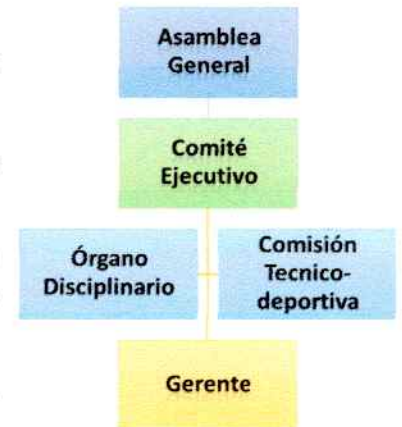 Asamblea
General
Comité
Ejecutivo
Órgano
Disciplinario
Comisión
Tecnico-
deportiva
Gerente